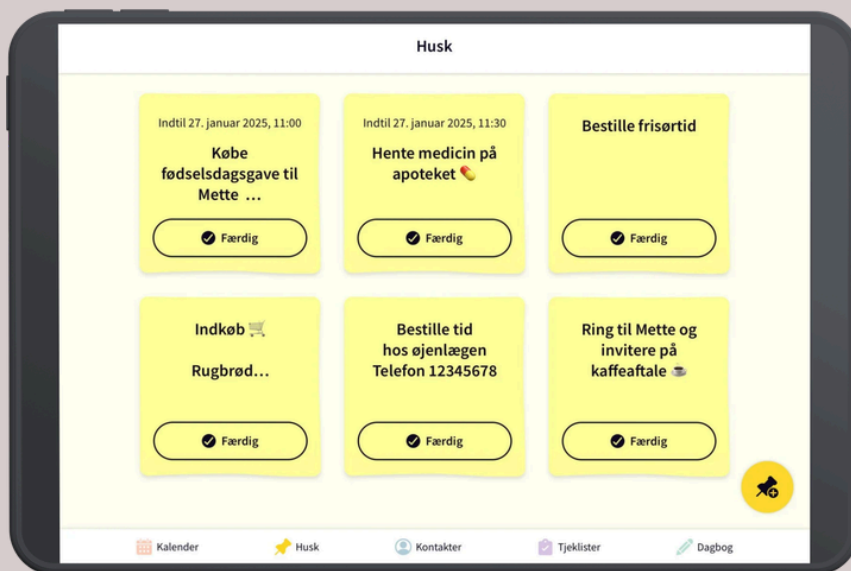 Husk
Indtil 27. januar 2025, 11:00
Købe
fødselsdagsgave til
Mette ...
Færdig
Indtil 27. januar 2025, 11:30
Hente medicin på
apoteket 💊
Færdig
Bestille frisørtid
Færdig
Indkøb 🛒
Rugbrød...
Færdig
Bestille tid
hos øjenlægen
Telefon 12345678
Færdig
Ring til Mette og
invitere på
kaffeaftale ☕
Færdig
Kalender
Husk
Kontakter
Tjeklister
Dagbog